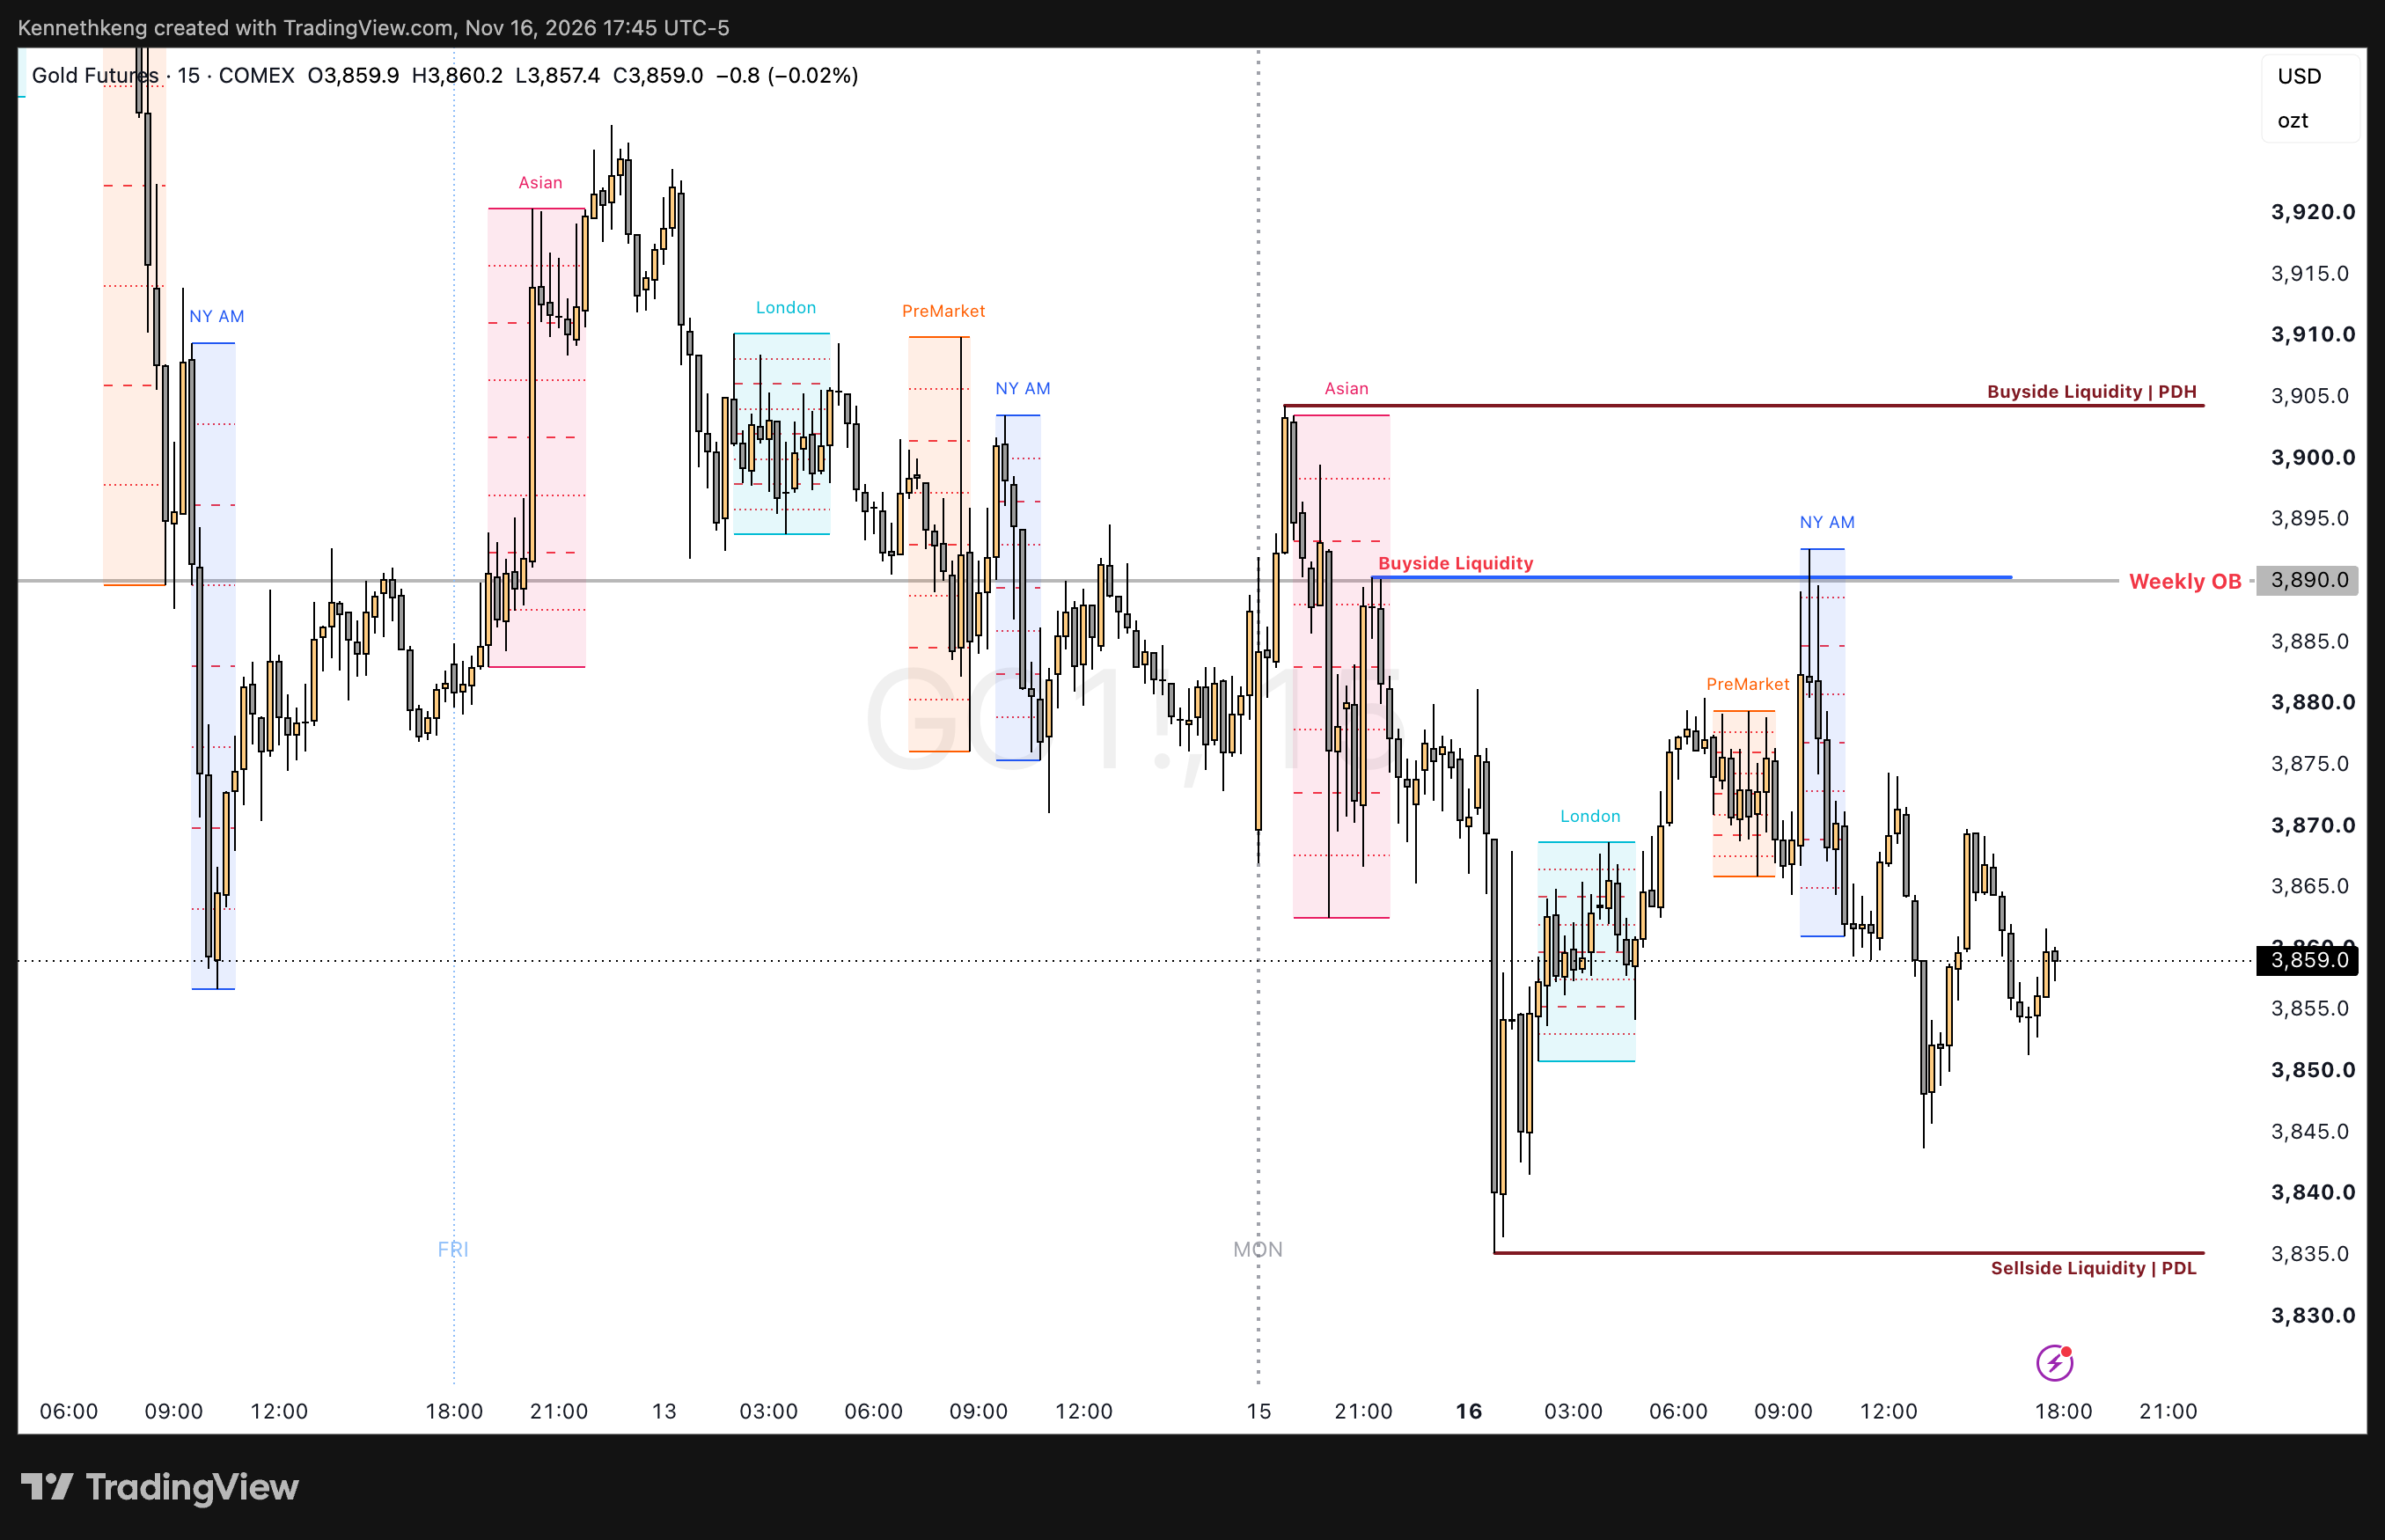 Kennethkeng created with TradingView.com, Nov 16, 2026 17:45 UTC-5
Gold Futures · 15 · COMEX O3,859.9 H3,860.2 L3,857.4 C3,859.0 −0.8 (−0.02%)
USD
ozt
Asian
3,920.0
3,915.0
London
PreMarket
NY AM
3,910.0
NY AM
Asian
Buyside Liquidity | PDH
3,905.0
3,900.0
3,895.0
NY AM
Buyside Liquidity
Weekly OB
3,890.0
3,885.0
GC1!, 15
PreMarket
3,880.0
3,875.0
London
3,870.0
3,865.0
3,860.0
3,859.0
3,855.0
3,850.0
3,845.0
3,840.0
FRI
MON
3,835.0
Sellside Liquidity | PDL
3,830.0
06:00 09:00 12:00 18:00 21:00 13 03:00 06:00 09:00 12:00 15 21:00 16 03:00 06:00 09:00 12:00 18:00 21:00
TradingView